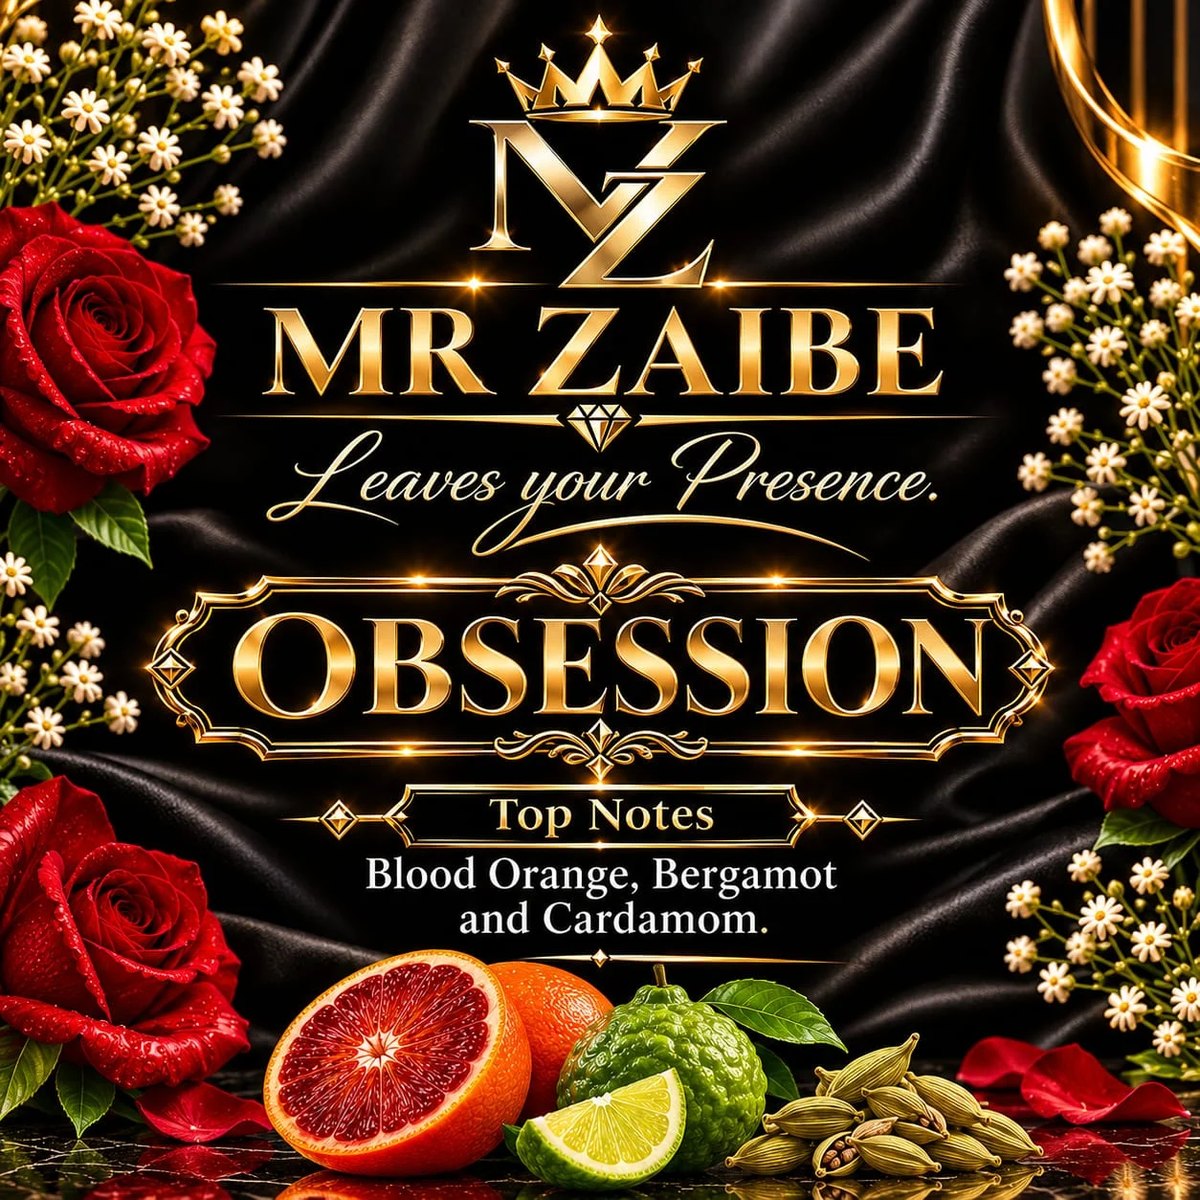 MZ
MR ZAIBE
Leaves your Presence.
OBSESSION
Top Notes
Blood Orange, Bergamot
and Cardamom.